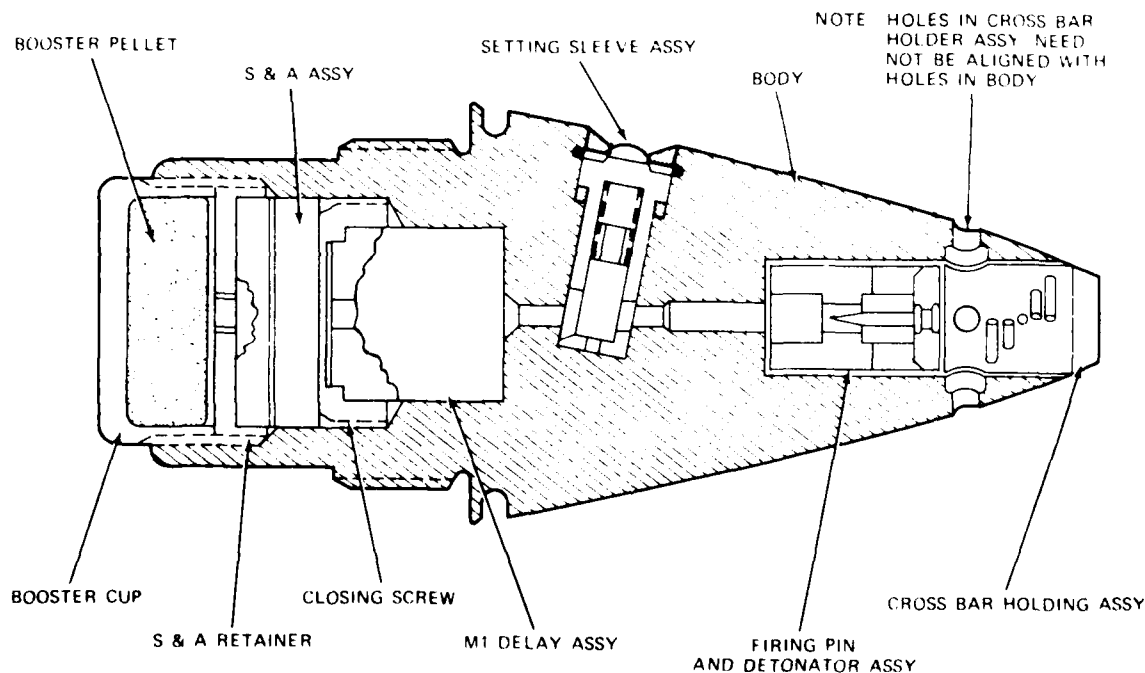 BOOSTER PELLET
S & A ASSY
SETTING SLEEVE ASSY
BODY
NOTE HOLES IN CROSS BAR
HOLDER ASSY NEED
NOT BE ALIGNED WITH
HOLES IN BODY
BOOSTER CUP
S & A RETAINER
CLOSING SCREW
M1 DELAY ASSY
FIRING PIN
AND DETONATOR ASSY
CROSS BAR HOLDING ASSY